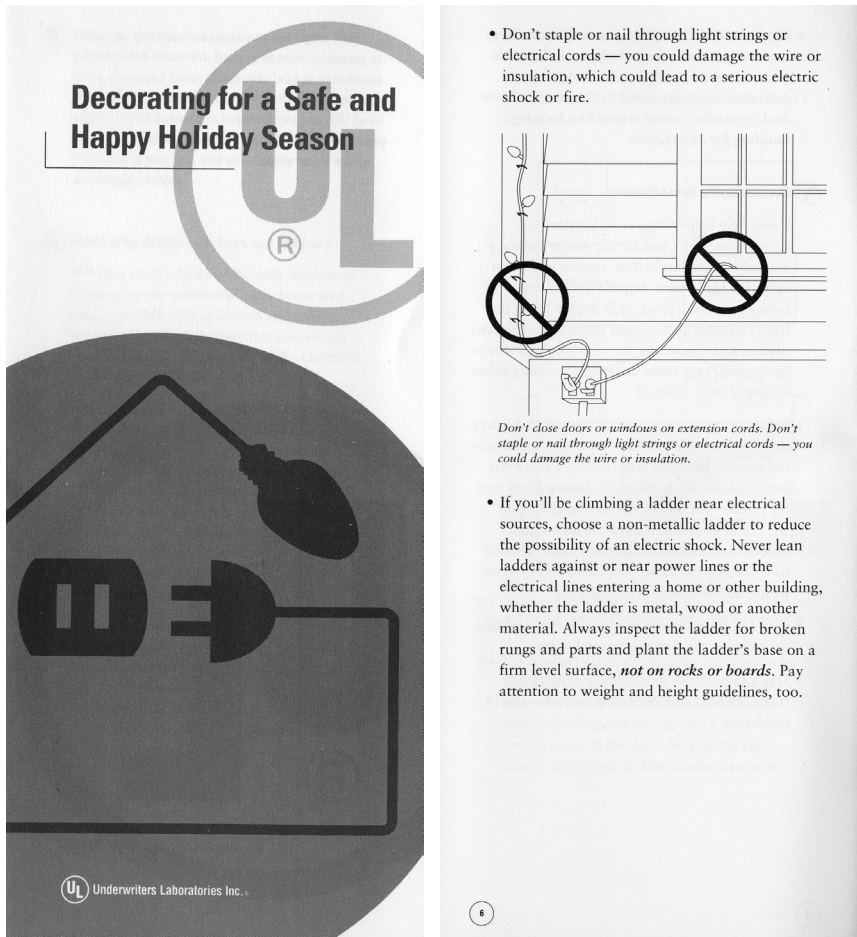 Decorating for a Safe and
Happy Holiday Season
UL
®
UL Underwriters Laboratories Inc.®
• Don't staple or nail through light strings or
electrical cords — you could damage the wire or
insulation, which could lead to a serious electric
shock or fire.
Don't close doors or windows on extension cords. Don't
staple or nail through light strings or electrical cords — you
could damage the wire or insulation.
• If you'll be climbing a ladder near electrical
sources, choose a non-metallic ladder to reduce
the possibility of an electric shock. Never lean
ladders against or near power lines or the
electrical lines entering a home or other building,
whether the ladder is metal, wood or another
material. Always inspect the ladder for broken
rungs and parts and plant the ladder's base on a
firm level surface, not on rocks or boards. Pay
attention to weight and height guidelines, too.
6